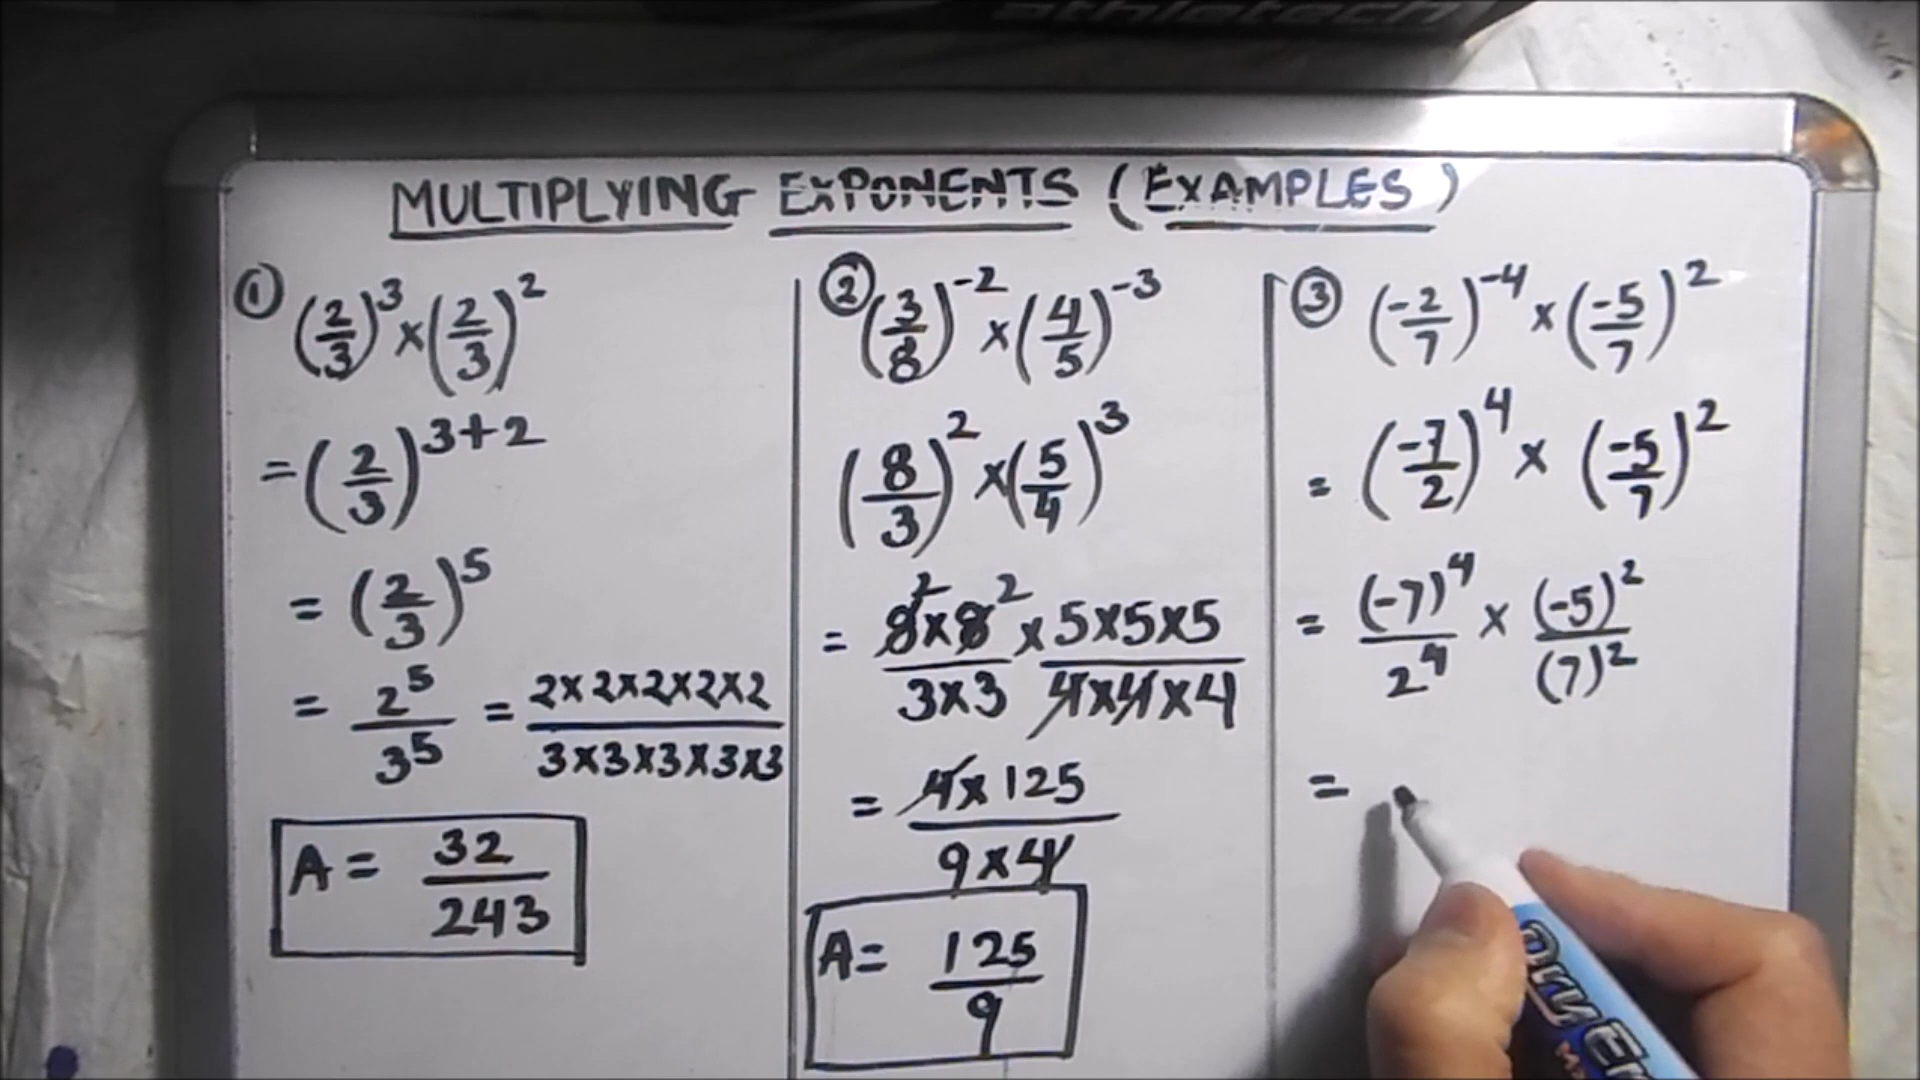 athletech
MULTIPLYING EXPONENTS (EXAMPLES)
① (2/3)³ × (2/3)²
= (2/3)³⁺²
= (2/3)⁵
= 2⁵/3⁵ = 2×2×2×2×2/3×3×3×3×3
A = 32/243
② (3/8)⁻² × (4/5)⁻³
(8/3)² × (5/4)³
2 2
= 8×8/3×3 × 5×5×5/4×4×4
= 4×125/9×4
A = 125/9
③ (-2/7)⁻⁴ × (-5/7)²
= (-7/2)⁴ × (-5/7)²
= (-7)⁴/2⁴ × (-5)²/(7)²
=